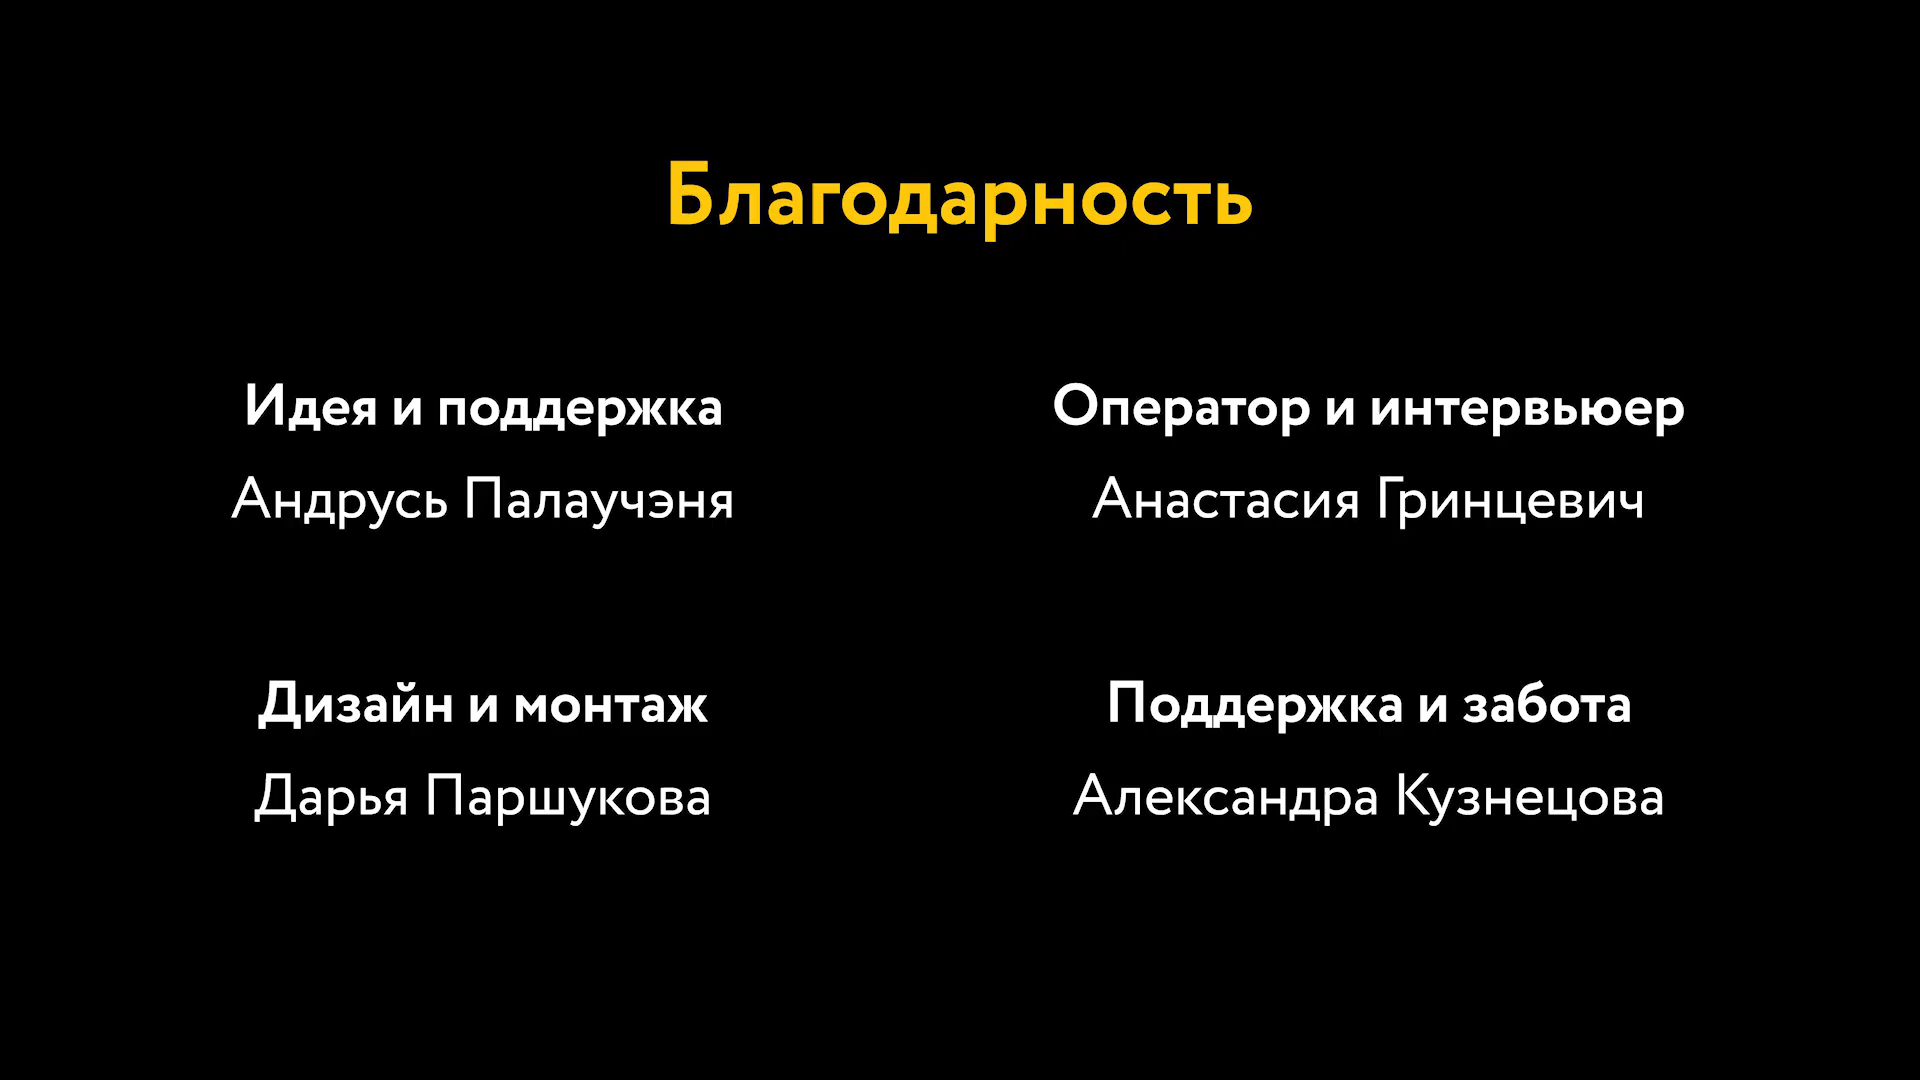 Благодарность
Идея и поддержка
Андрусь Палаучэня
Оператор и интервьюер
Анастасия Гринцевич
Дизайн и монтаж
Дарья Паршукова
Поддержка и забота
Александра Кузнецова